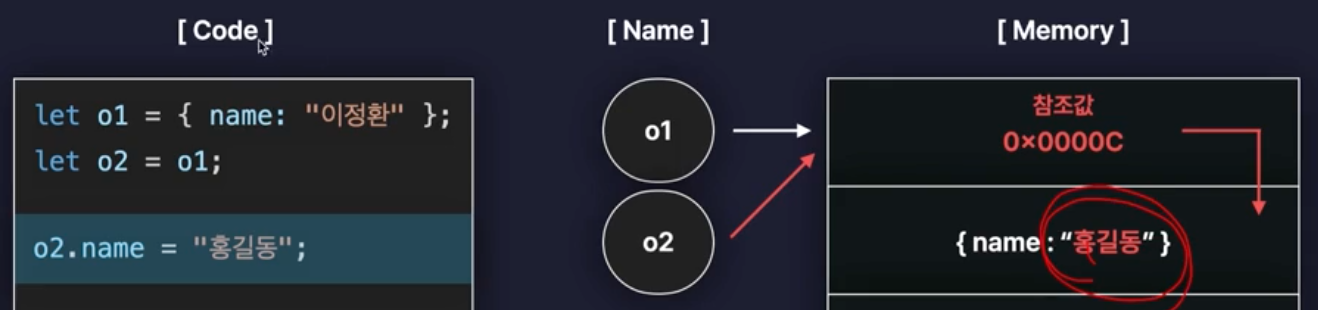 [ Code ]
[ Name ]
[ Memory ]
let o1 = { name: "이정환" };
let o2 = o1;
o2.name = "홍길동";
o1
o2
참조값
0×0000C
{ name : “홍길동” }